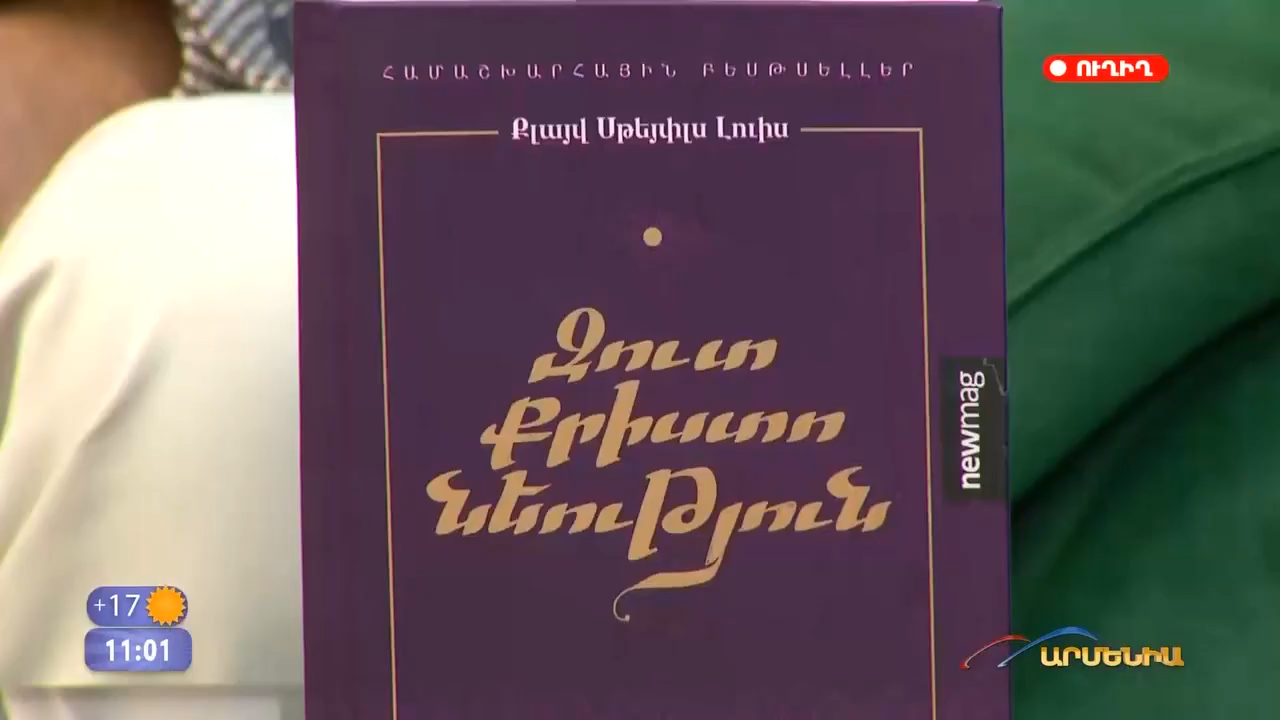 ՀԱՄԱՇԽԱՐՀԱՅԻՆ ԲԵՍԹՍԵԼԼԵՐ
ՈՒՂԻՂ
Քլայվ Սթեյփլս Լուիս
Զուտ
քրիստո
նեություն
newmag
+17
11:01
ԱՐՄԵՆԻԱ